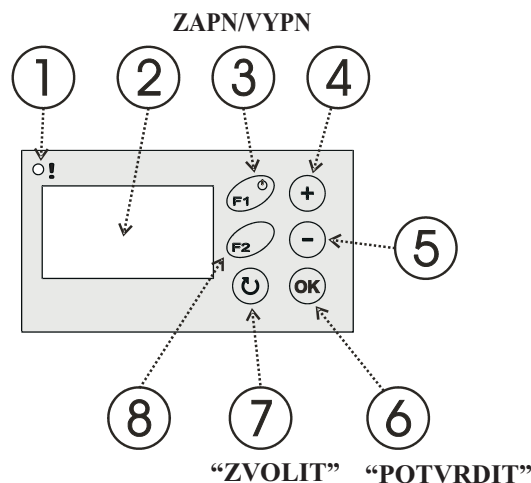 ZAPN/VYPN
1 2 3 4
!
F1 +
F2 -
5
OK
8 7 6
“ZVOLIT” “POTVRDIT”